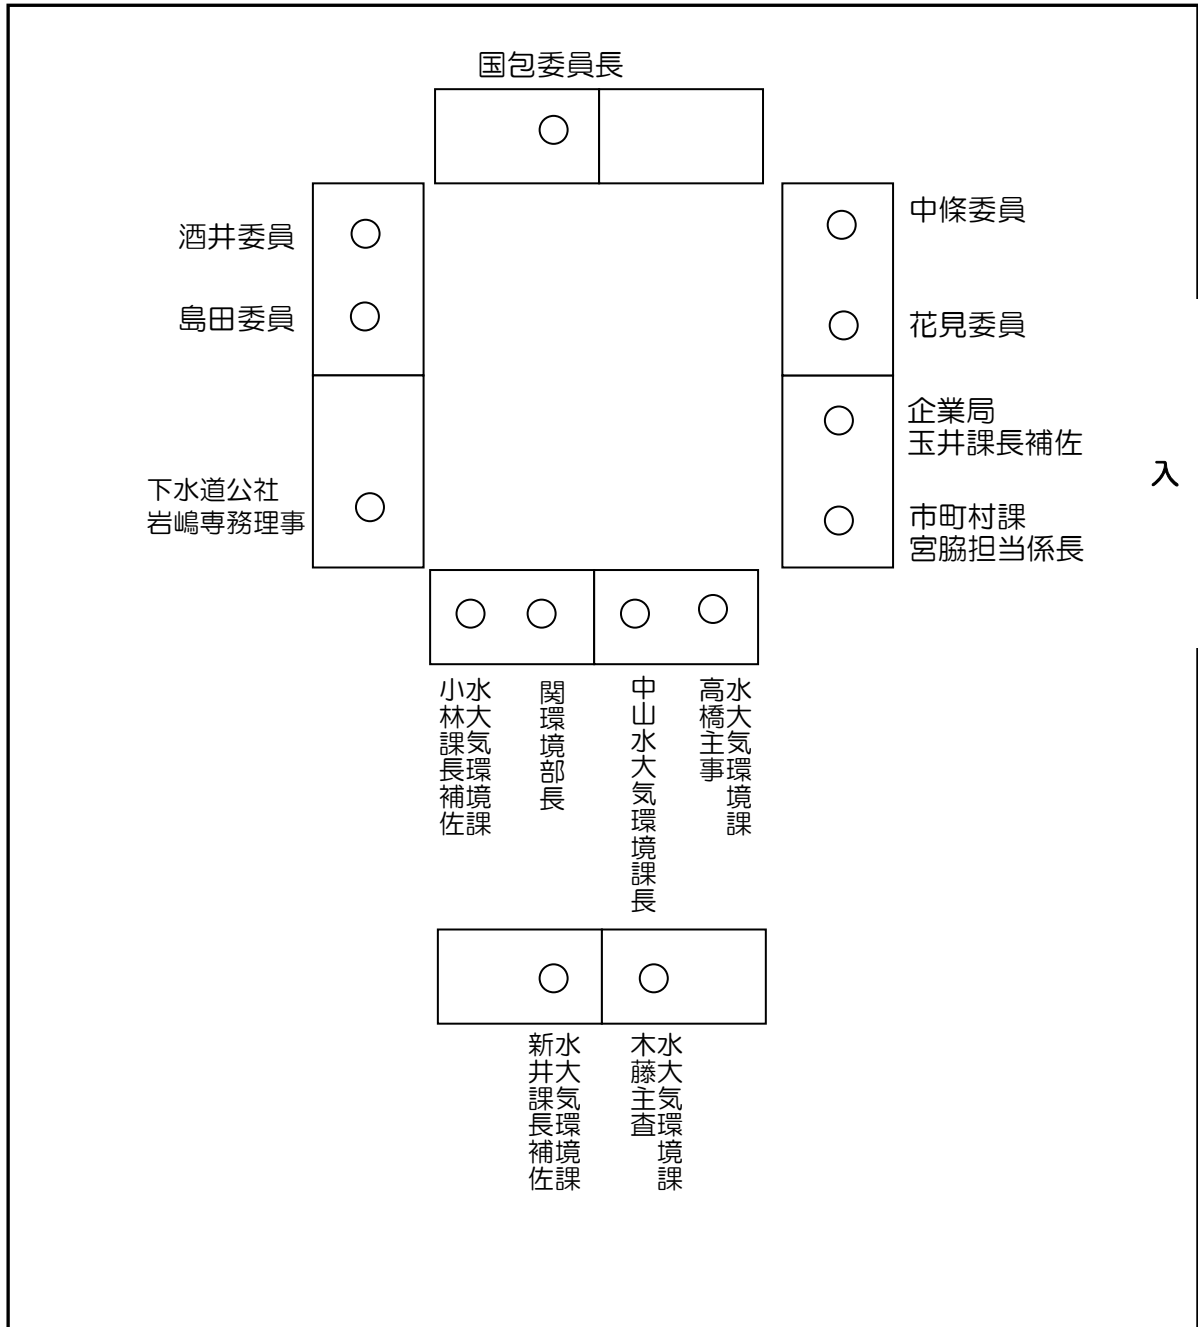 国包委員長
酒井委員
島田委員
下水道公社
岩嶋専務理事
中條委員
花見委員
企業局
玉井課長補佐
市町村課
宮脇担当係長
入
水大気環境課
小林課長補佐
関環境部長
中山水大気環境課長
水大気環境課
高橋主事
水大気環境課
新井課長補佐
水大気環境課
木藤主査